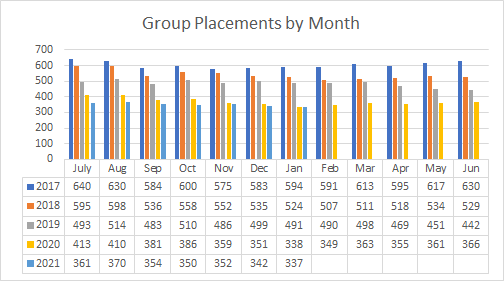 Group Placements by Month
700
600
500
400
300
200
100
0
July Aug Sep Oct Nov Dec Jan Feb Mar Apr May Jun
2017 640 630 584 600 575 583 594 591 613 595 617 630
2018 595 598 536 558 552 535 524 507 511 518 534 529
2019 493 514 483 510 486 499 491 490 498 469 451 442
2020 413 410 381 386 359 351 338 349 363 355 361 366
2021 361 370 354 350 352 342 337